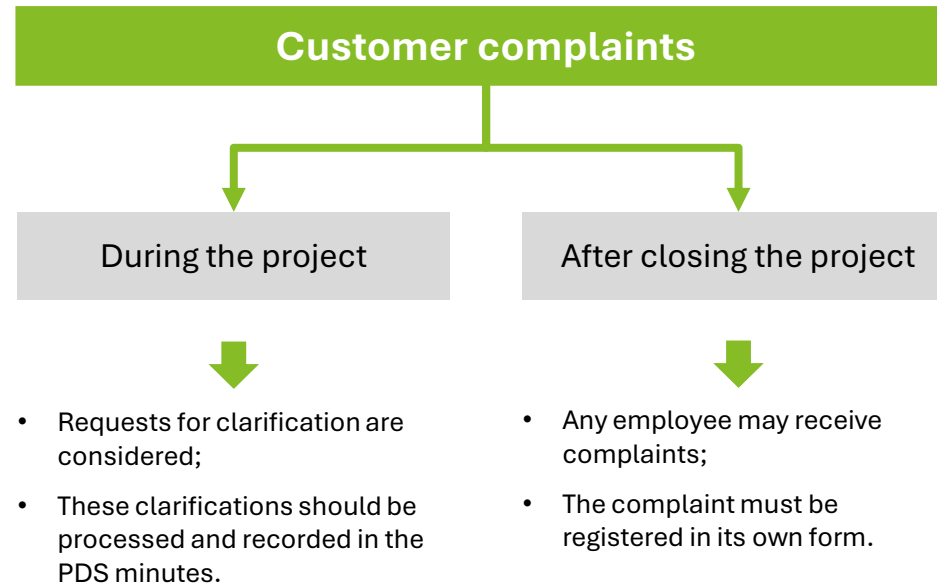 Customer complaints
During the project
After closing the project
• Requests for clarification are
considered;
• These clarifications should be
processed and recorded in the
PDS minutes.
• Any employee may receive
complaints;
• The complaint must be
registered in its own form.